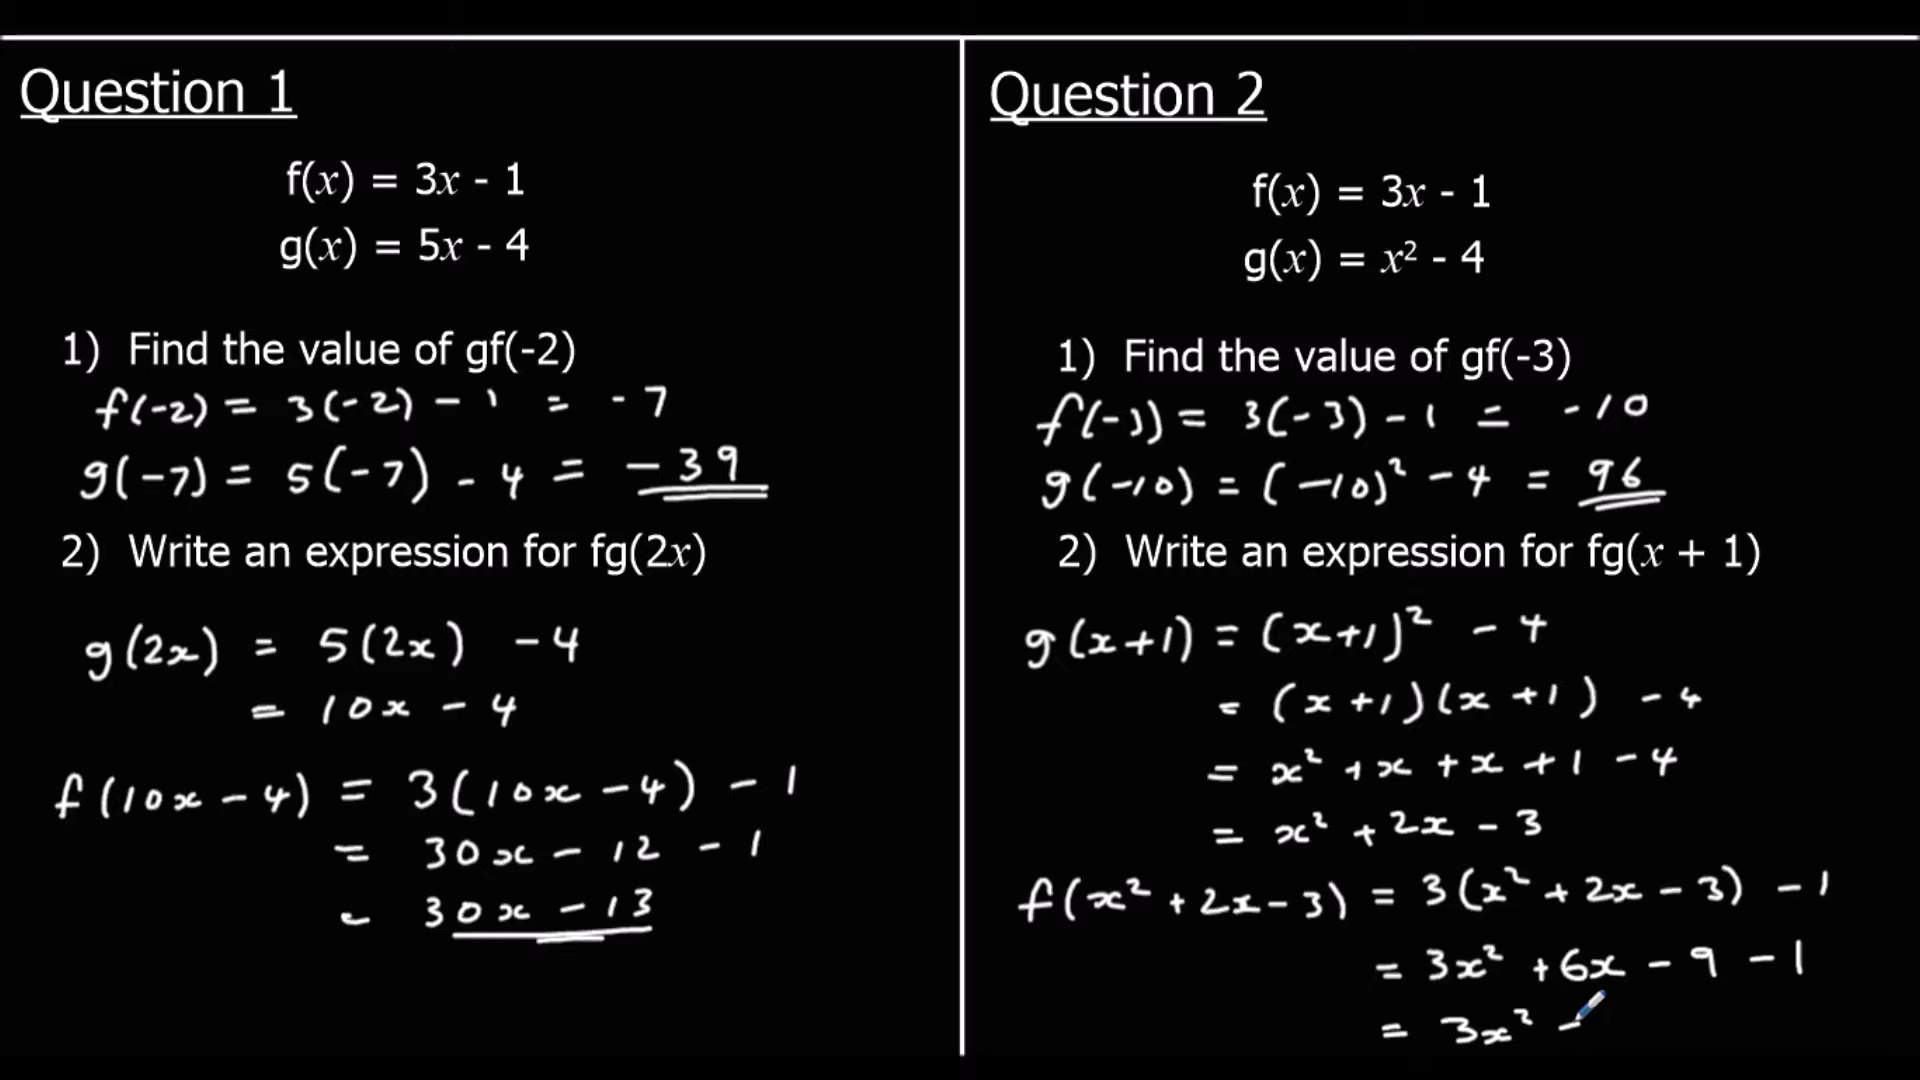 Question 1
f(x) = 3x - 1
g(x) = 5x - 4
1) Find the value of gf(-2)
f(-2) = 3(-2) - 1 = -7
g(-7) = 5(-7) - 4 = -39
2) Write an expression for fg(2x)
g(2x) = 5(2x) - 4
= 10x - 4
f(10x - 4) = 3(10x - 4) - 1
= 30x - 12 - 1
= 30x - 13
Question 2
f(x) = 3x - 1
g(x) = x² - 4
1) Find the value of gf(-3)
f(-3) = 3(-3) - 1 = -10
g(-10) = (-10)² - 4 = 96
2) Write an expression for fg(x + 1)
g(x+1) = (x+1)² - 4
= (x+1)(x+1) - 4
= x² + x + x + 1 - 4
= x² + 2x - 3
f(x² + 2x - 3) = 3(x² + 2x - 3) - 1
= 3x² + 6x - 9 - 1
= 3x² -